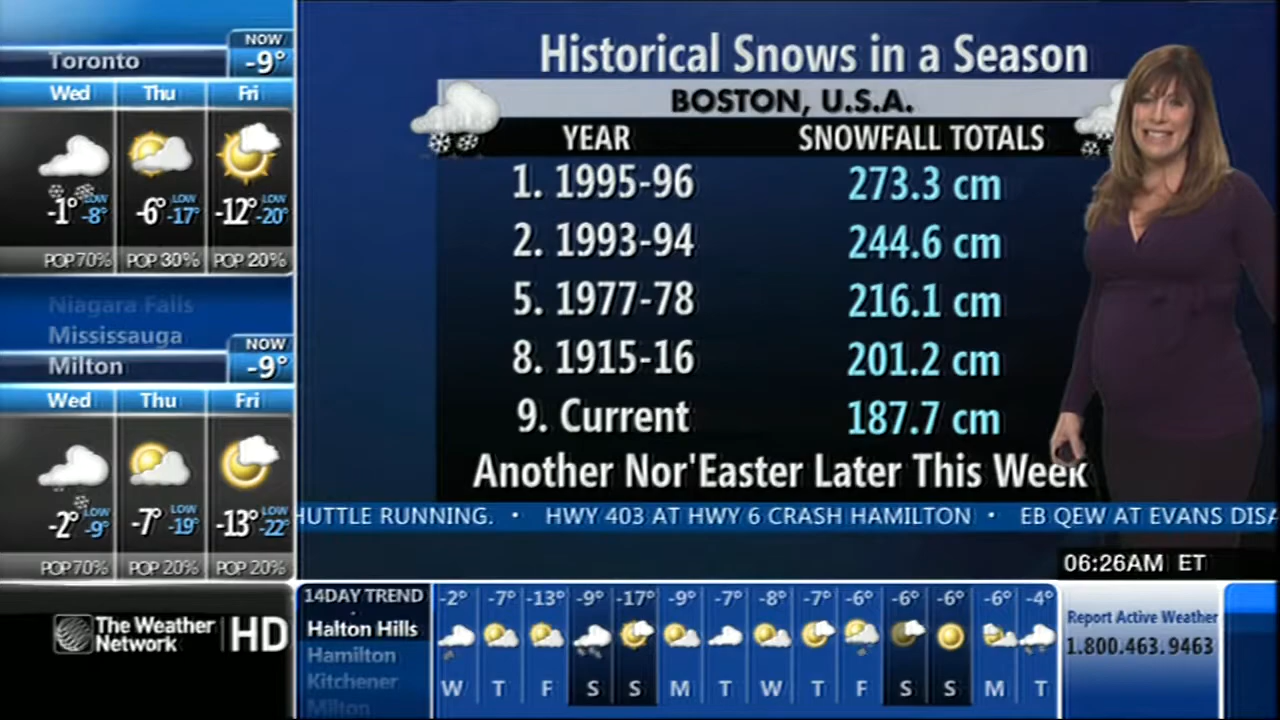 Toronto
NOW
-9°
Wed Thu Fri
-1° LOW -8° -6° LOW -17° -12° LOW -20°
POP 70% POP 30% POP 20%
Niagara Falls
Mississauga
Milton
NOW
-9°
Wed Thu Fri
-2° LOW -9° -7° LOW -19° -13° LOW -22°
POP 70% POP 20% POP 20%
The Weather
Network
HD
Historical Snows in a Season
BOSTON, U.S.A.
YEAR SNOWFALL TOTALS
1. 1995-96 273.3 cm
2. 1993-94 244.6 cm
5. 1977-78 216.1 cm
8. 1915-16 201.2 cm
9. Current 187.7 cm
Another Nor'Easter Later This Week
HUTTLE RUNNING. • HWY 403 AT HWY 6 CRASH HAMILTON • EB QEW AT EVANS DISA
06:26AM ET
14DAY TREND
Halton Hills
Hamilton
Kitchener
Milton
-2° -7° -13° -9° -17° -9° -7° -8° -7° -6° -6° -6° -6° -4°
W T F S S M T W T F S S M T
Report Active Weather
1.800.463.9463